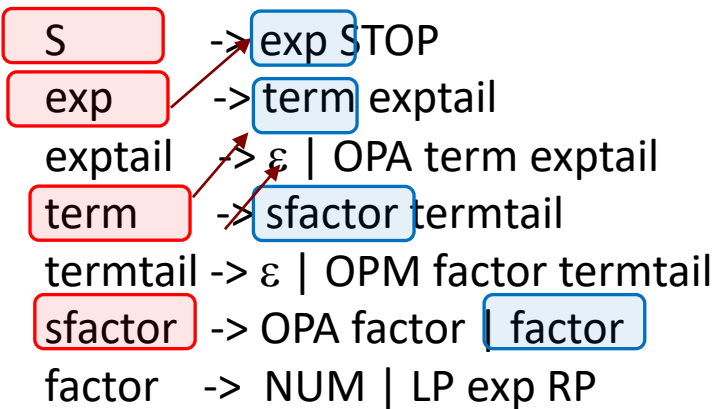 S -> exp STOP
exp -> term exptail
exptail -> ε | OPA term exptail
term -> sfactor termtail
termtail -> ε | OPM factor termtail
sfactor -> OPA factor | factor
factor -> NUM | LP exp RP